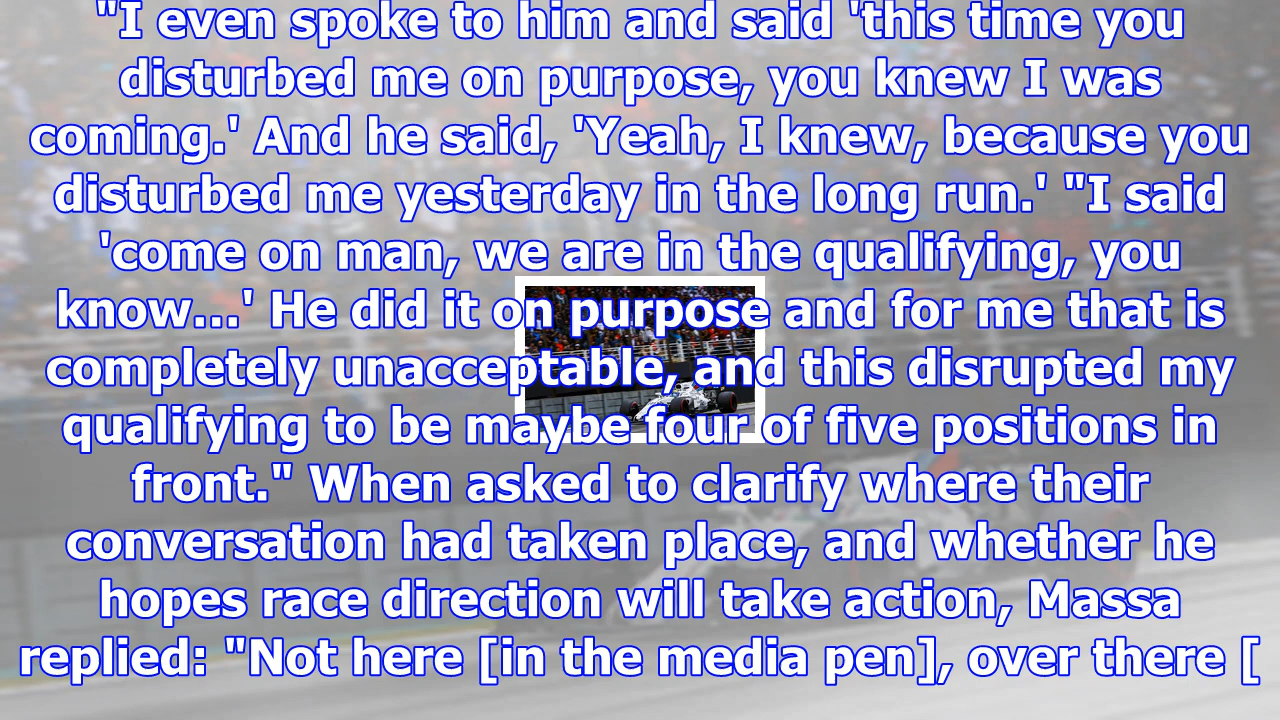 "I even spoke to him and said 'this time you
disturbed me on purpose, you knew I was
coming.' And he said, 'Yeah, I knew, because you
disturbed me yesterday in the long run.' "I said
'come on man, we are in the qualifying, you
know...' He did it on purpose and for me that is
completely unacceptable, and this disrupted my
qualifying to be maybe four of five positions in
front." When asked to clarify where their
conversation had taken place, and whether he
hopes race direction will take action, Massa
replied: "Not here [in the media pen], over there [